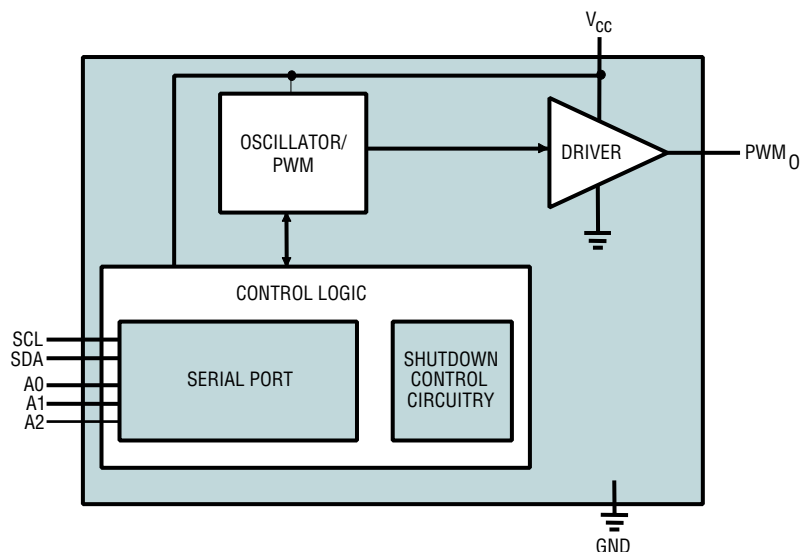 VCC
OSCILLATOR/
PWM
DRIVER
PWMO
CONTROL LOGIC
SCL
SDA
A0
A1
A2
SERIAL PORT
SHUTDOWN
CONTROL
CIRCUITRY
GND